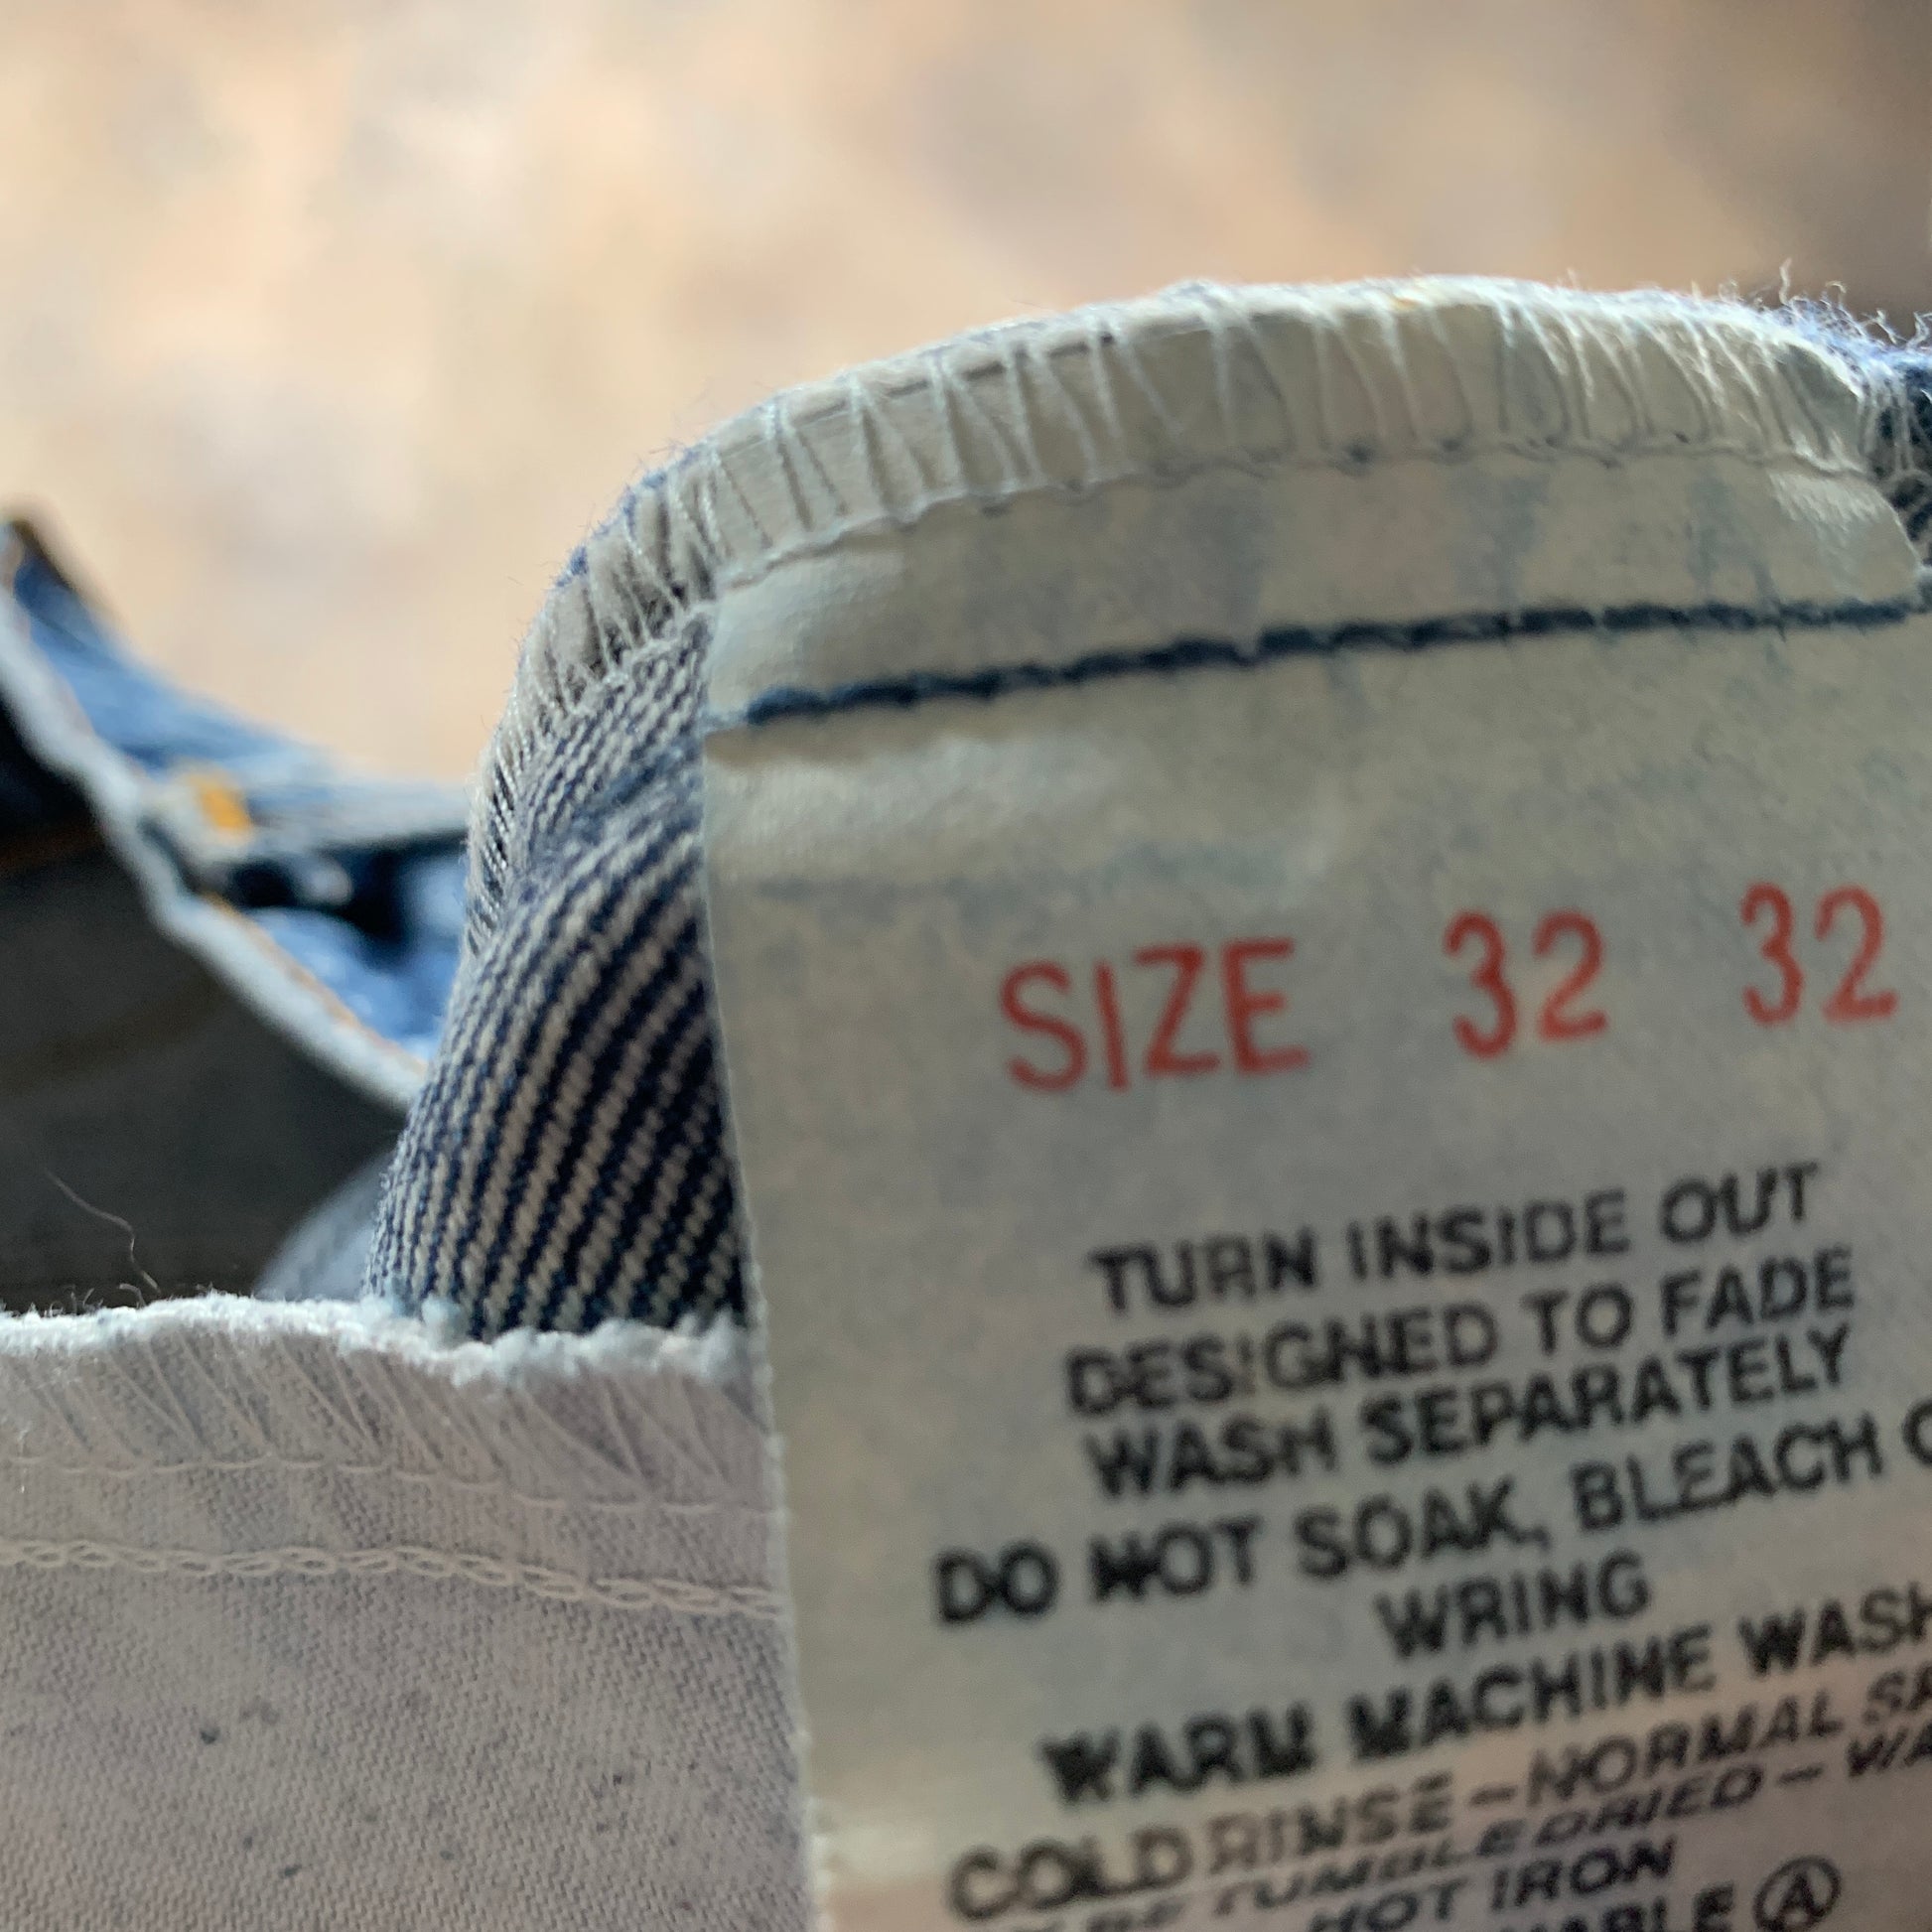 SIZE 32 32
TURN INSIDE OUT
DESIGNED TO FADE
WASH SEPARATELY
DO NOT SOAK, BLEACH
WRING
WARM MACHINE WASH
COLD RINSE – NORMAL
BE TUMBLE DRIED –
HOT IRON
Ⓐ